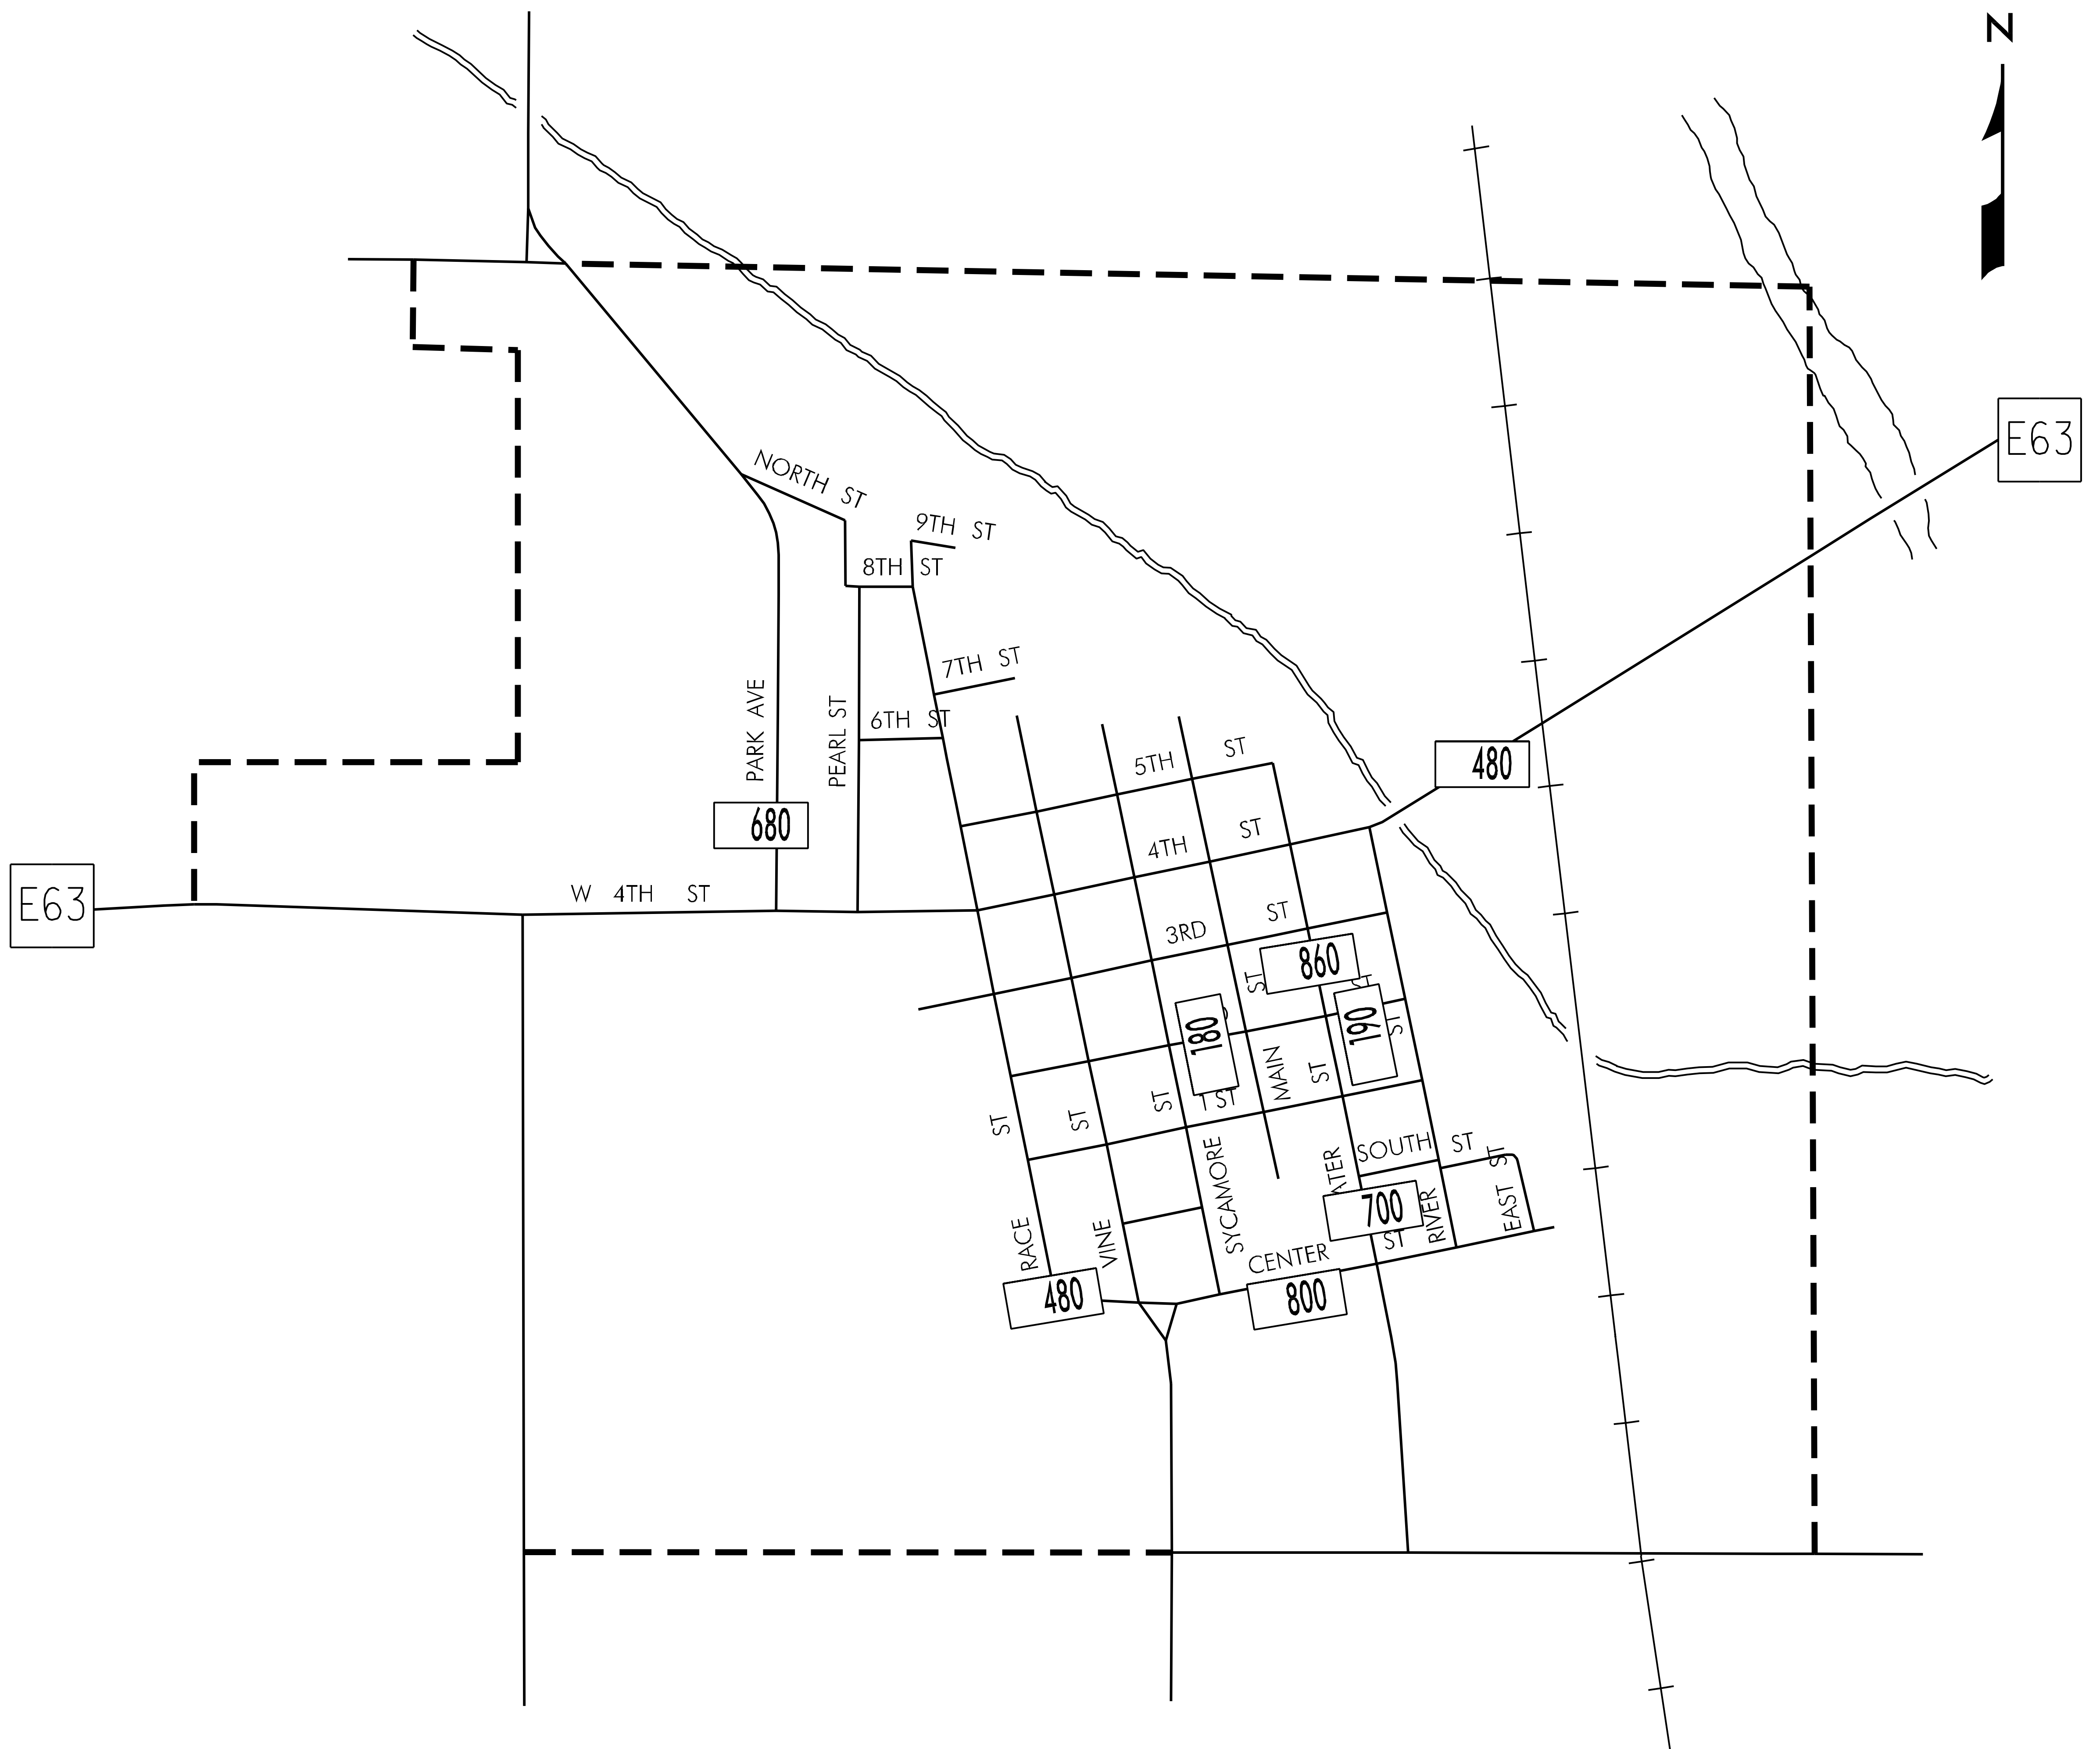 N
E63
NORTH ST
9TH ST
8TH ST
7TH ST
6TH ST
PARK AVE
PEARL ST
5TH ST
480
4TH ST
680
E63
W 4TH ST
3RD ST
860
ST
ST
180
190
ST
MAIN
ST
ST
ST
ST
ST
SOUTH ST
EAST ST
RACE
VINE
SYCAMORE
RIVER
700
CENTER ST
480
800